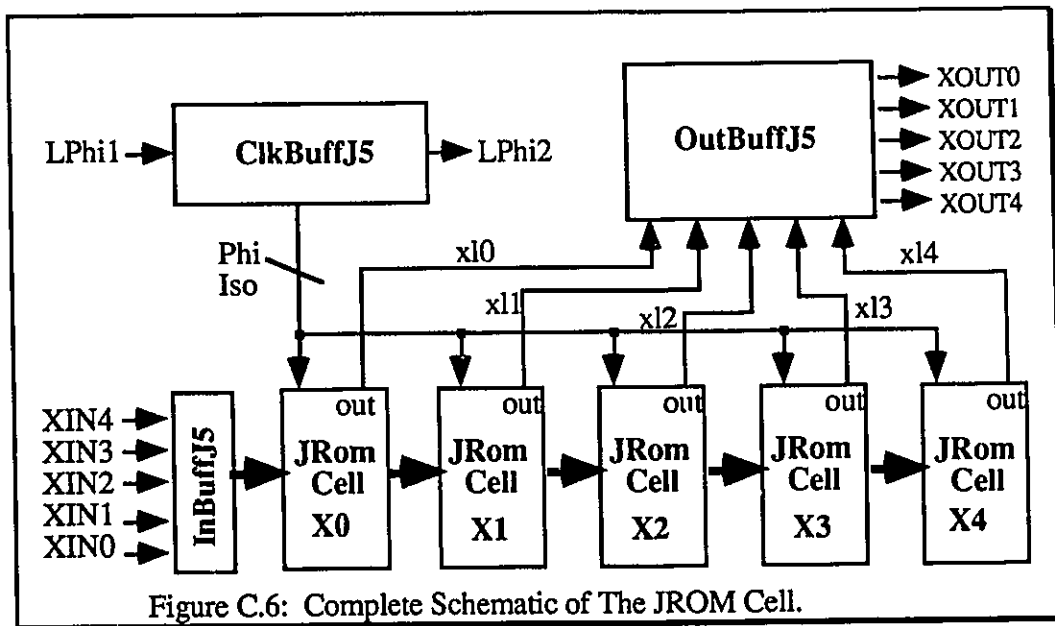 XOUT0
XOUT1
XOUT2
XOUT3
XOUT4
LPhi1
ClkBuffJ5
LPhi2
OutBuffJ5
Phi
Iso
xl0
xl1
xl2
xl3
xl4
XIN4
XIN3
XIN2
XIN1
XIN0
InBuffJ5
out
JRom
Cell
X0
out
JRom
Cell
X1
out
JRom
Cell
X2
out
JRom
Cell
X3
out
JRom
Cell
X4
Figure C.6: Complete Schematic of The JROM Cell.